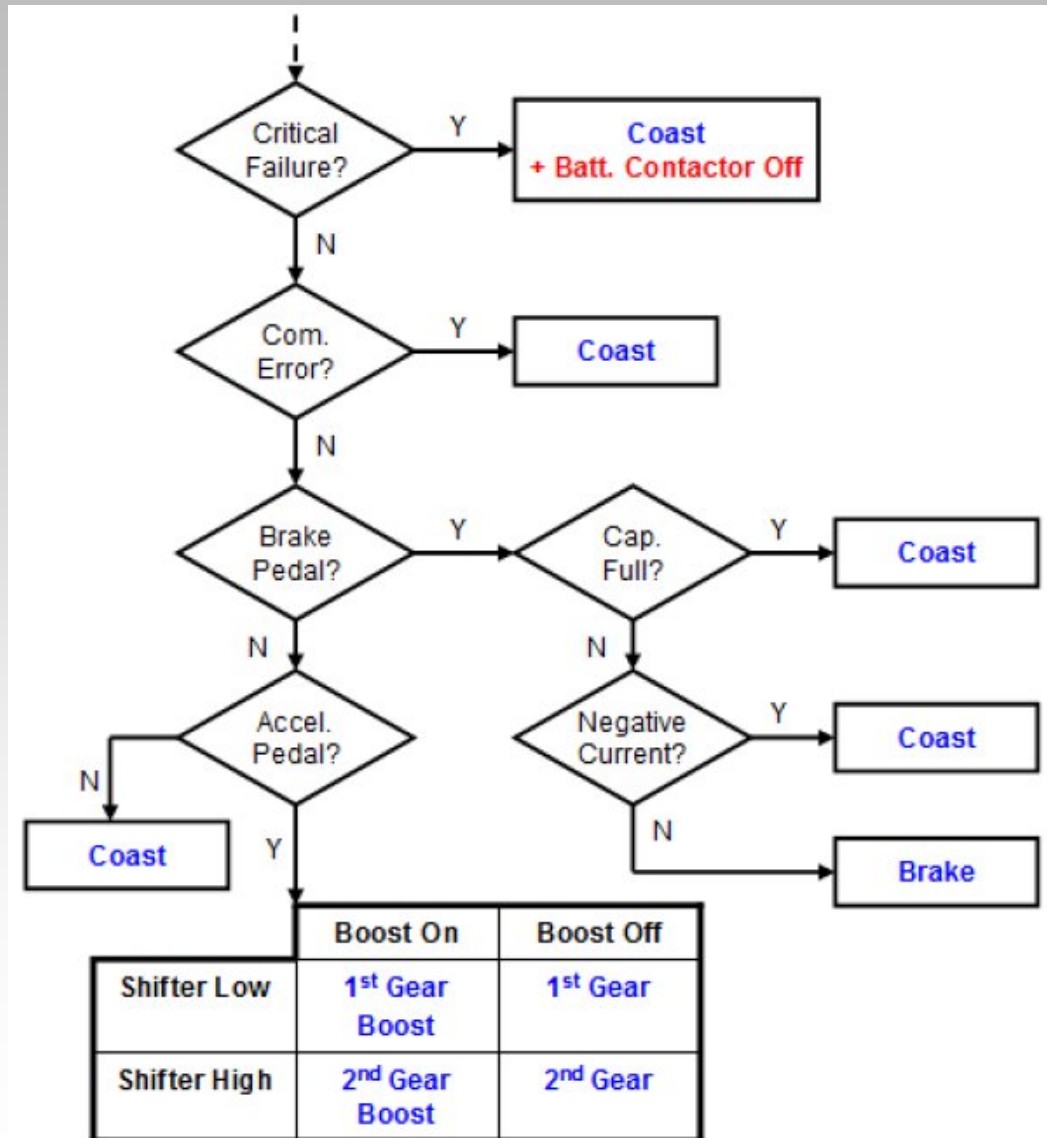 Critical
Failure?
Y
Coast
+ Batt. Contactor Off
N
Com.
Error?
Y
Coast
N
Brake
Pedal?
Y
Cap.
Full?
Y
Coast
N
N
Accel.
Pedal?
Negative
Current?
Y
Coast
N
Coast
Y
N
Brake
Boost On
Boost Off
Shifter Low
1st Gear
Boost
1st Gear
Shifter High
2nd Gear
Boost
2nd Gear